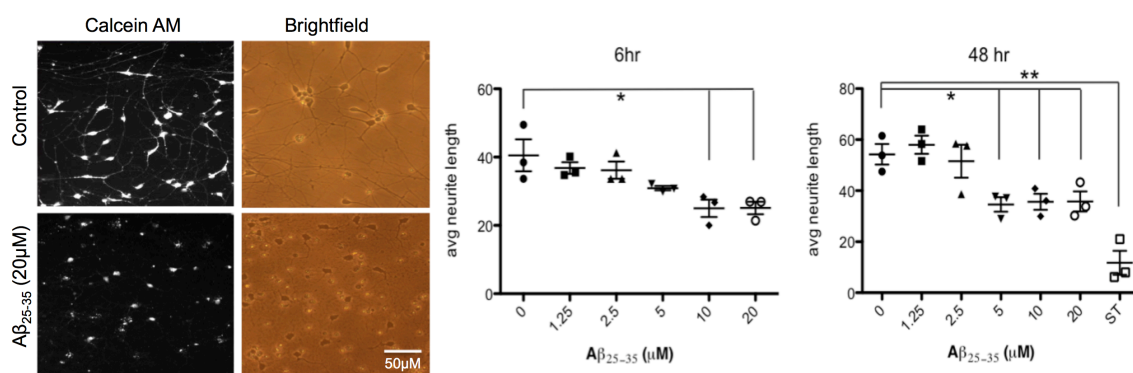 Calcein AM
Brightfield
Control
Aβ25-35 (20μM)
50μM
6hr
*
avg neurite length
60
40
20
0
0
1.25
2.5
5
10
20
Aβ25-35 (μM)
48 hr
**
*
avg neurite length
80
60
40
20
0
0
1.25
2.5
5
10
20
ST
Aβ25-35 (μM)